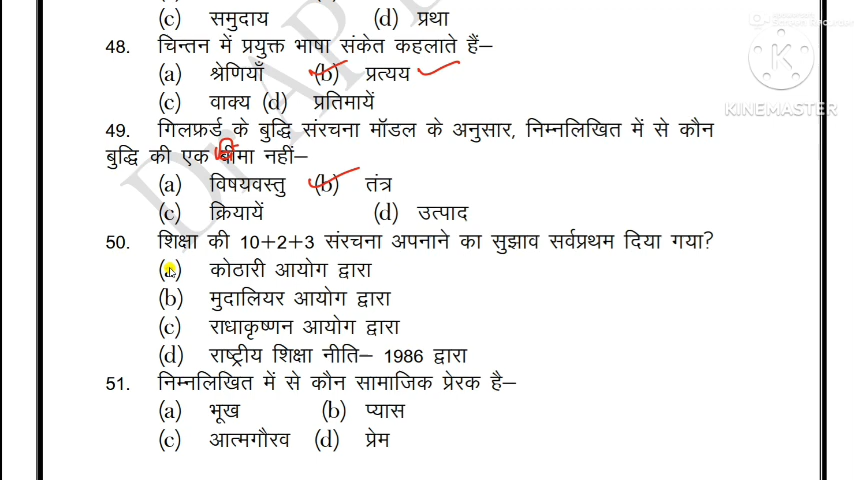 (c) समुदाय (d) प्रथा
48. चिन्तन में प्रयुक्त भाषा संकेत कहलाते हैं–
(a) श्रेणियाँ (b) प्रत्यय
(c) वाक्य (d) प्रतिमायें
49. गिलफ्रर्ड के बुद्धि संरचना मॉडल के अनुसार, निम्नलिखित में से कौन
बुद्धि की एक नहीं–
(a) विषयवस्तु (b) तंत्र
(c) क्रियायें (d) उत्पाद
50. शिक्षा की 10+2+3 संरचना अपनाने का सुझाव सर्वप्रथम दिया गया?
(a) कोठारी आयोग द्वारा
(b) मुदालियर आयोग द्वारा
(c) राधाकृष्णन आयोग द्वारा
(d) राष्ट्रीय शिक्षा नीति– 1986 द्वारा
51. निम्नलिखित में से कौन सामाजिक प्रेरक है–
(a) भूख (b) प्यास
(c) आत्मगौरव (d) प्रेम
KINEMASTER